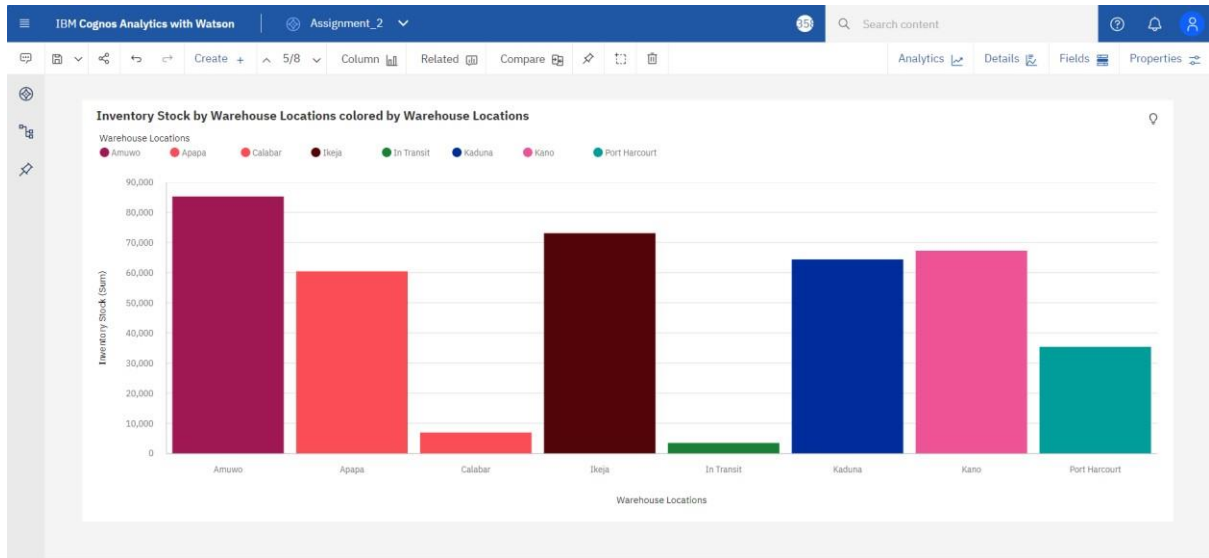 IBM Cognos Analytics with Watson Assignment_2 358 Search content
Create + 5/8 Column Related Compare Analytics Details Fields Properties
Inventory Stock by Warehouse Locations colored by Warehouse Locations
Warehouse Locations
Amuwo Apapa Calabar Ikeja In Transit Kaduna Kano Port Harcourt
90,000
80,000
70,000
60,000
50,000
40,000
30,000
20,000
10,000
0
Inventory Stock (Sum)
Amuwo Apapa Calabar Ikeja In Transit Kaduna Kano Port Harcourt
Warehouse Locations